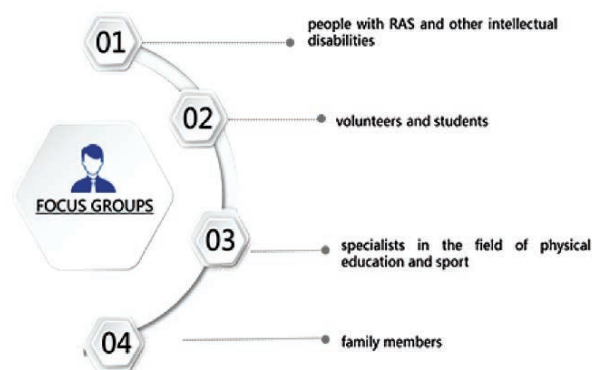 01
people with RAS and other intellectual
disabilities
02
volunteers and students
FOCUS GROUPS
03
specialists in the field of physical
education and sport
04
family members